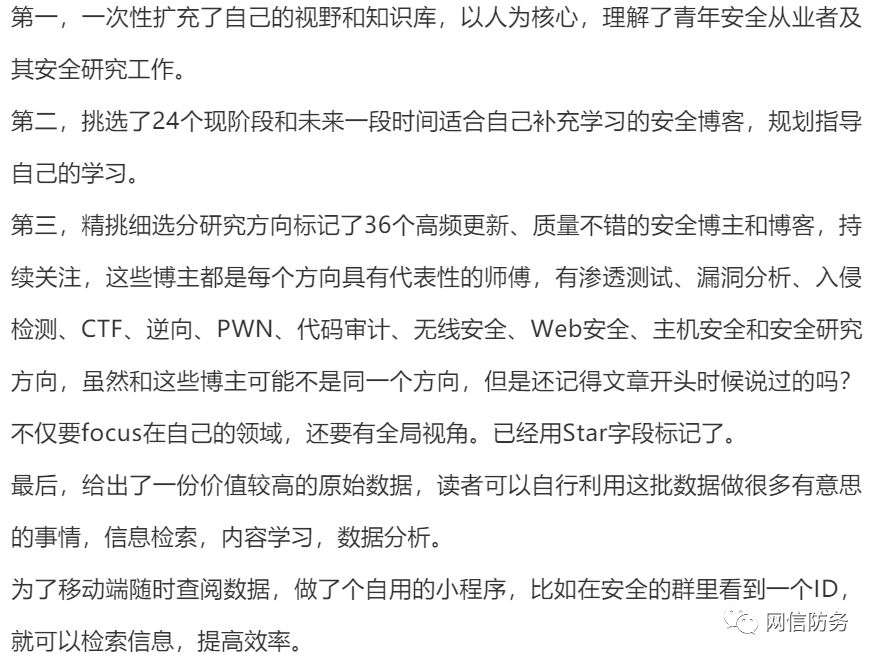 第一，一次性扩充了自己的视野和知识库，以人为核心，理解了青年安全从业者及
其安全研究工作。
第二，挑选了24个现阶段和未来一段时间适合自己补充学习的安全博客，规划指导
自己的学习。
第三，精挑细选分研究方向标记了36个高频更新、质量不错的安全博主和博客，持
续关注，这些博主都是每个方向具有代表性的师傅，有渗透测试、漏洞分析、入侵
检测、CTF、逆向、PWN、代码审计、无线安全、Web安全、主机安全和安全研究
方向，虽然和这些博主可能不是同一个方向，但是还记得文章开头时候说过的吗？
不仅要focus在自己的领域，还要有全局视角。已经用Star字段标记了。
最后，给出了一份价值较高的原始数据，读者可以自行利用这批数据做很多有意思
的事情，信息检索，内容学习，数据分析。
为了移动端随时查阅数据，做了个自用的小程序，比如在安全的群里看到一个ID，
就可以检索信息，提高效率。
网信防务